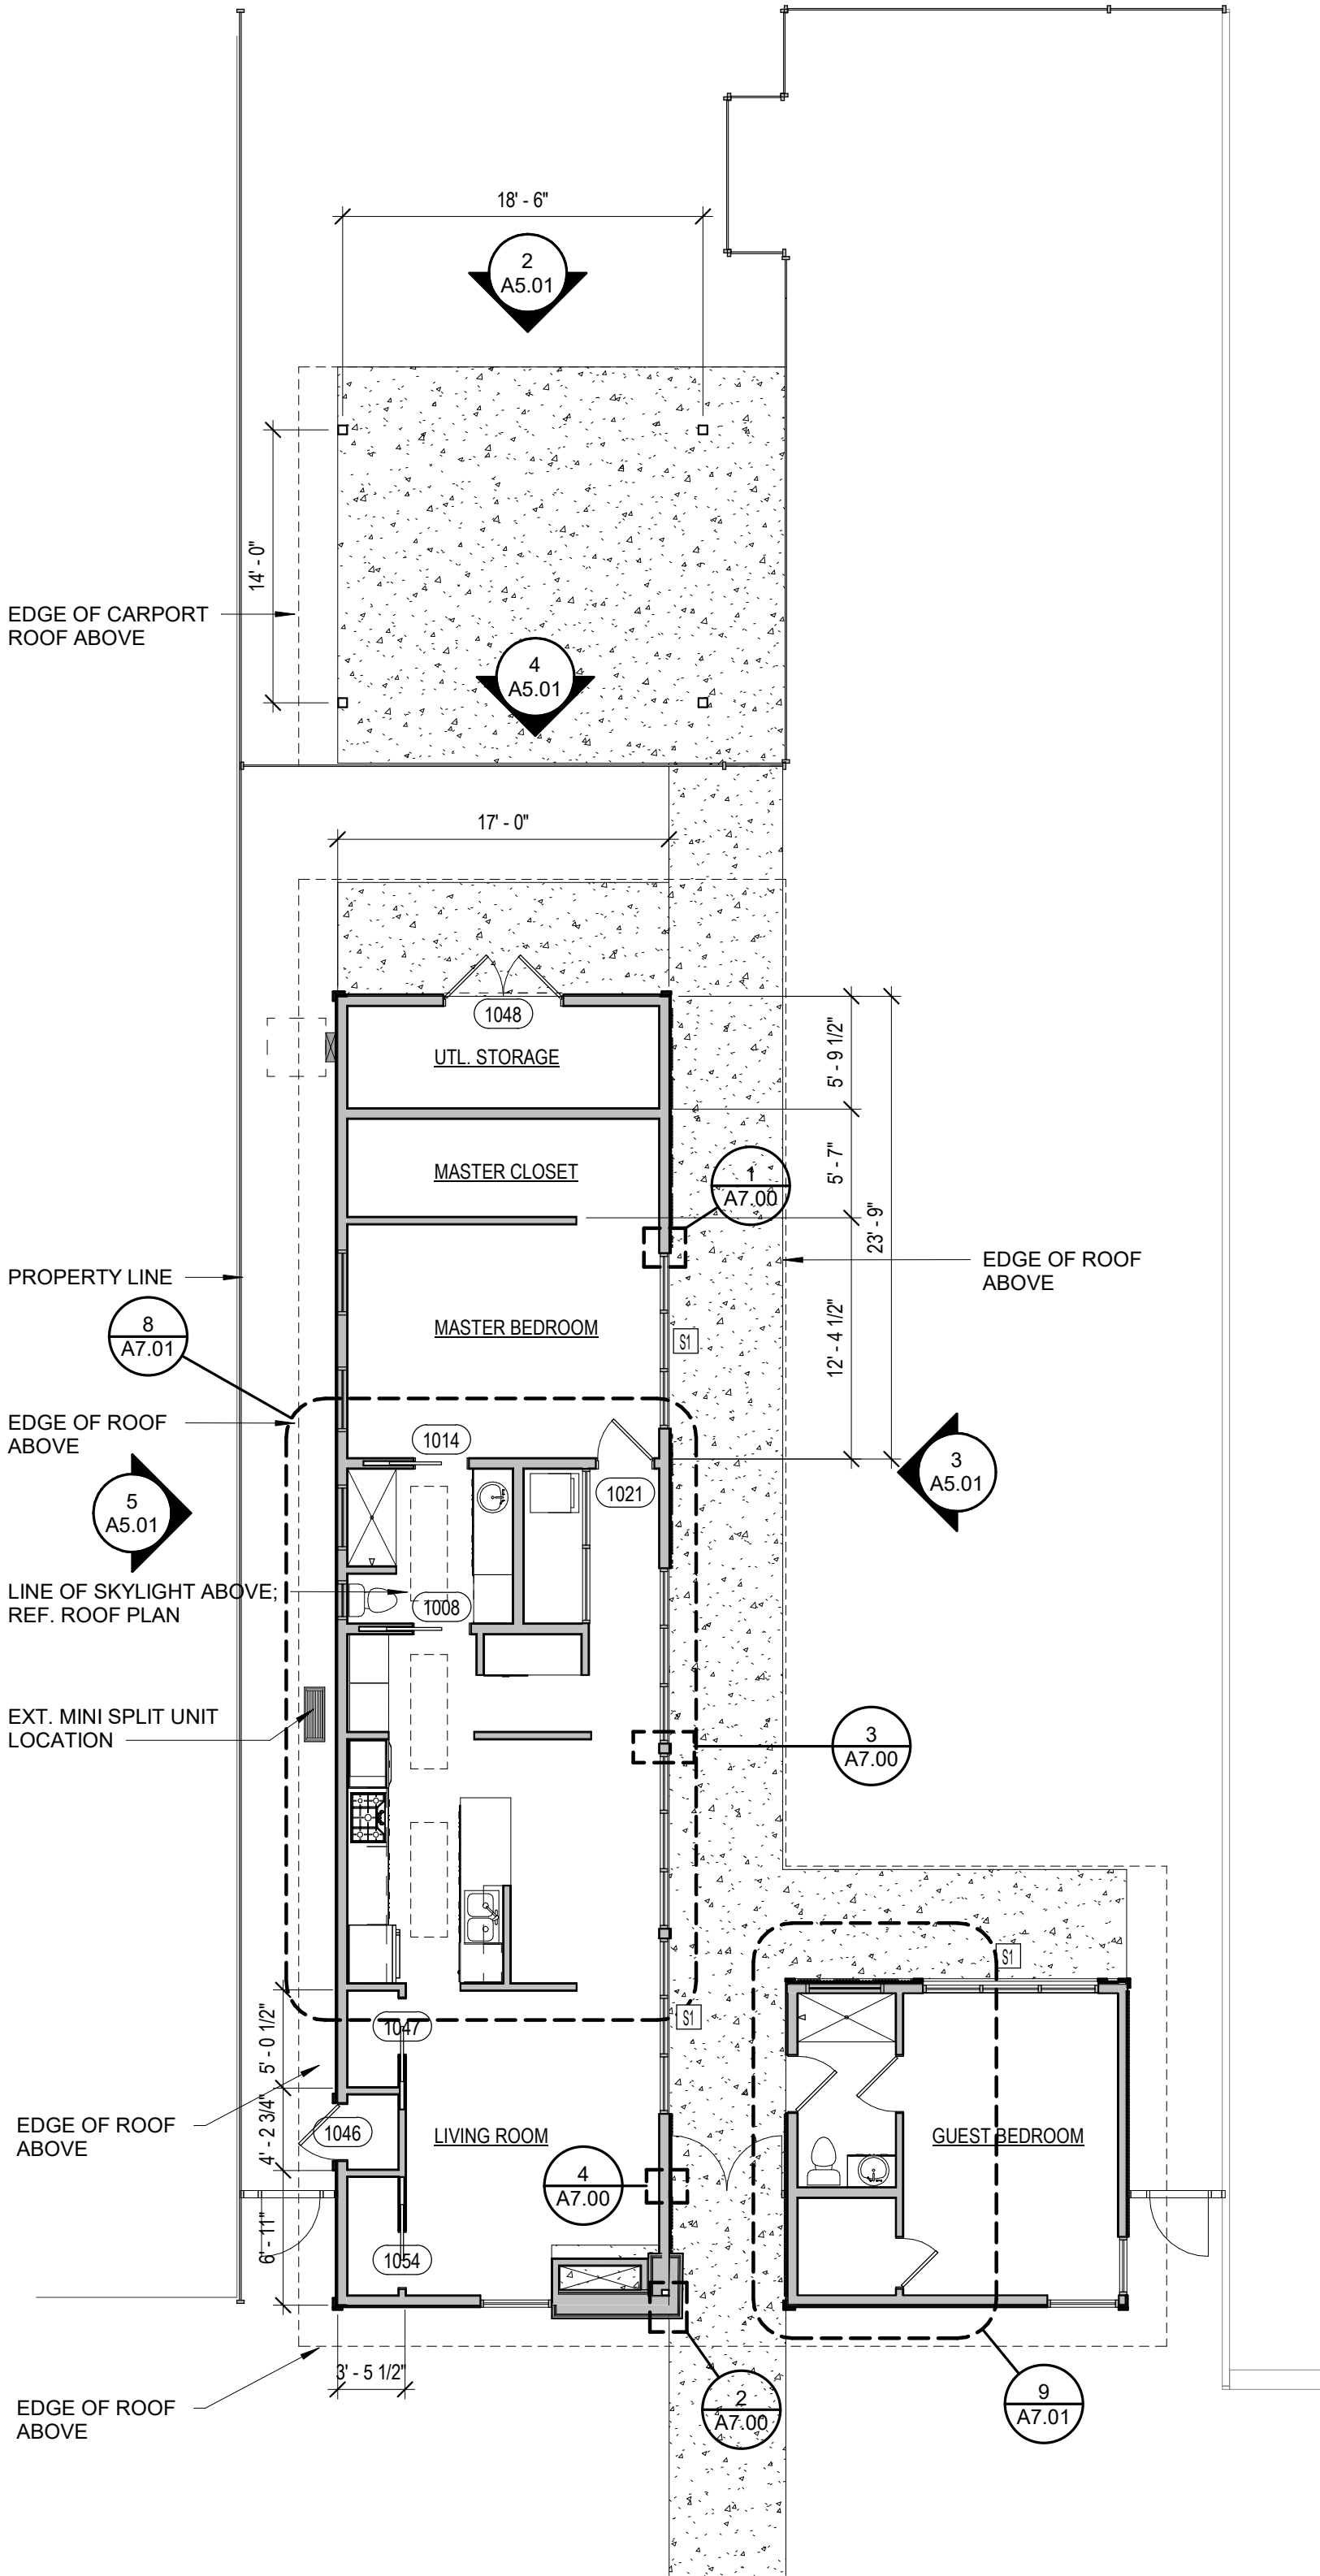 18' - 6"
2
A5.01
14' - 0"
EDGE OF CARPORT
ROOF ABOVE
4
A5.01
17' - 0"
1048
UTL. STORAGE
5' - 9 1/2"
MASTER CLOSET
5' - 7"
1
A7.00
23' - 9"
EDGE OF ROOF
ABOVE
PROPERTY LINE
8
A7.01
MASTER BEDROOM
S1
12' - 4 1/2"
EDGE OF ROOF
ABOVE
1014
3
A5.01
5
A5.01
1021
LINE OF SKYLIGHT ABOVE;
REF. ROOF PLAN
1008
EXT. MINI SPLIT UNIT
LOCATION
3
A7.00
S1
S1
1047
5' - 0 1/2"
EDGE OF ROOF
ABOVE
4' - 2 3/4"
1046
LIVING ROOM
GUEST BEDROOM
4
A7.00
6' - 11"
1054
3' - 5 1/2"
EDGE OF ROOF
ABOVE
2
A7.00
9
A7.01